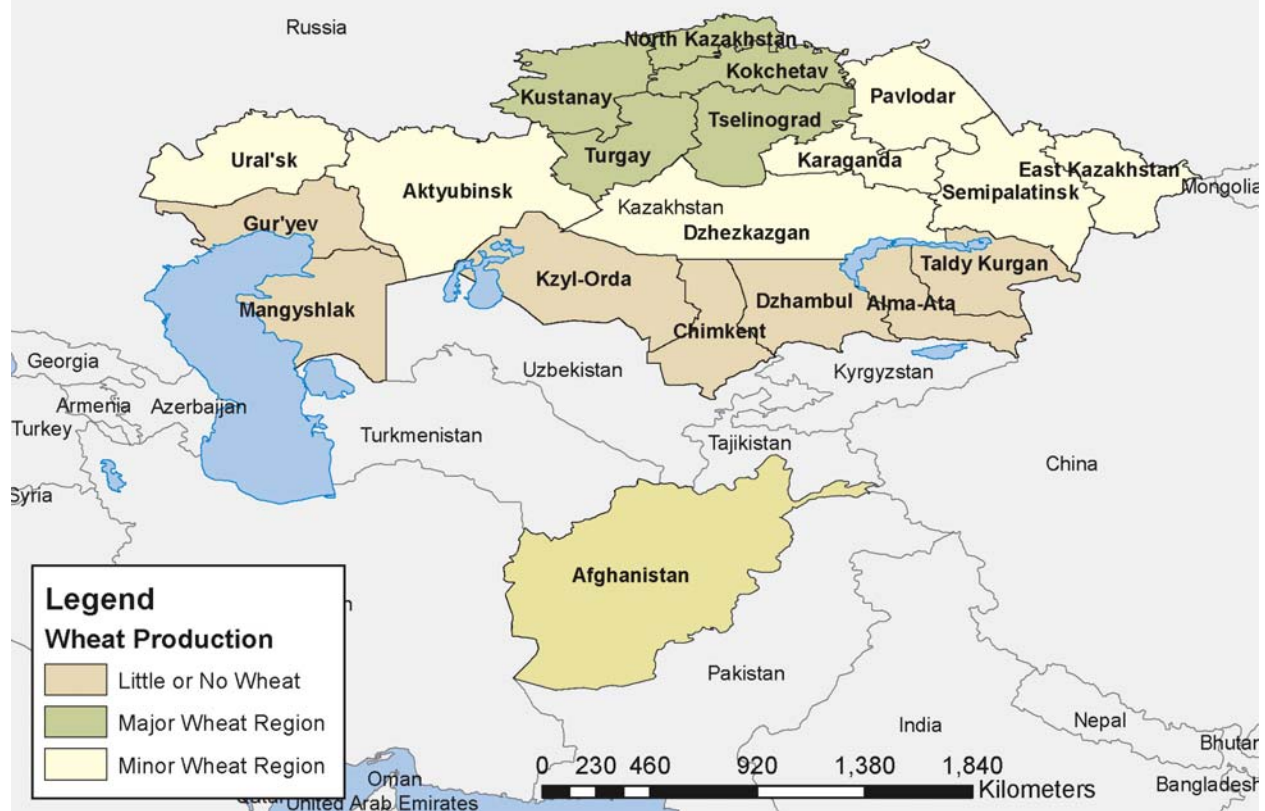 Russia
North Kazakhstan
Kokchetav
Kustanay
Pavlodar
Tselinograd
Turgay
Ural'sk
Karaganda
East Kazakhstan
Aktyubinsk
Semipalatinsk
Mongolia
Kazakhstan
Gur'yev
Dzhezkazgan
Taldy Kurgan
Kzyl-Orda
Dzhambul
Alma-Ata
Mangyshlak
Chimkent
Georgia
Uzbekistan
Kyrgyzstan
Armenia
Azerbaijan
Turkey
Turkmenistan
Tajikistan
China
Syria
Afghanistan
Legend
Wheat Production
Little or No Wheat
Major Wheat Region
Minor Wheat Region
n
Pakistan
India
Nepal
Bhutan
Bangladesh
Oman
United Arab Emirates
0 230 460 920 1,380 1,840
Kilometers